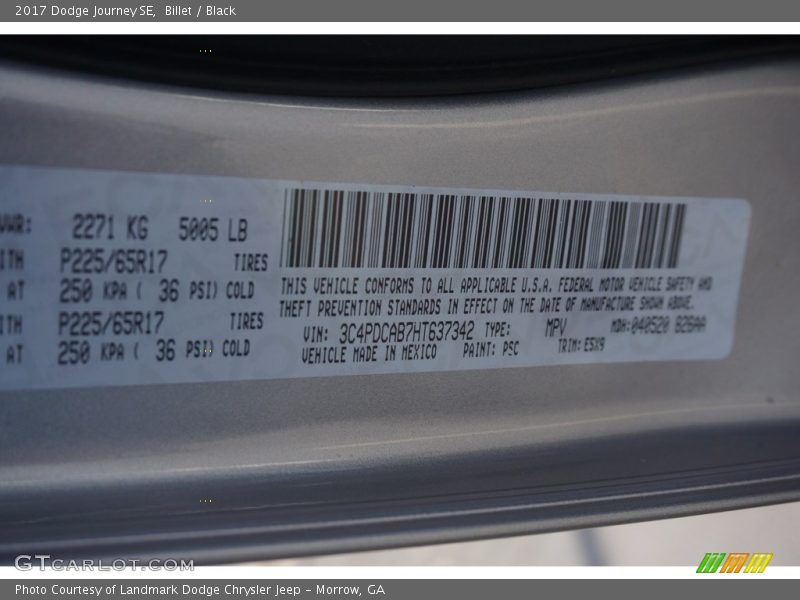 2017 Dodge Journey SE, Billet / Black
VWR: 2271 KG 5005 LB
ITH P225/65R17 TIRES
AT 250 KPA ( 36 PSI) COLD
ITH P225/65R17 TIRES
AT 250 KPA ( 36 PSI) COLD
THIS VEHICLE CONFORMS TO ALL APPLICABLE U.S.A. FEDERAL MOTOR VEHICLE SAFETY AND
THEFT PREVENTION STANDARDS IN EFFECT ON THE DATE OF MANUFACTURE SHOWN ABOVE.
VIN: 3C4PDCAB7HT637342 TYPE: MPV MDH: 040520 826AA
VEHICLE MADE IN MEXICO PAINT: PSC TRIM: E5X9
GTCARLOT.COM
Photo Courtesy of Landmark Dodge Chrysler Jeep – Morrow, GA